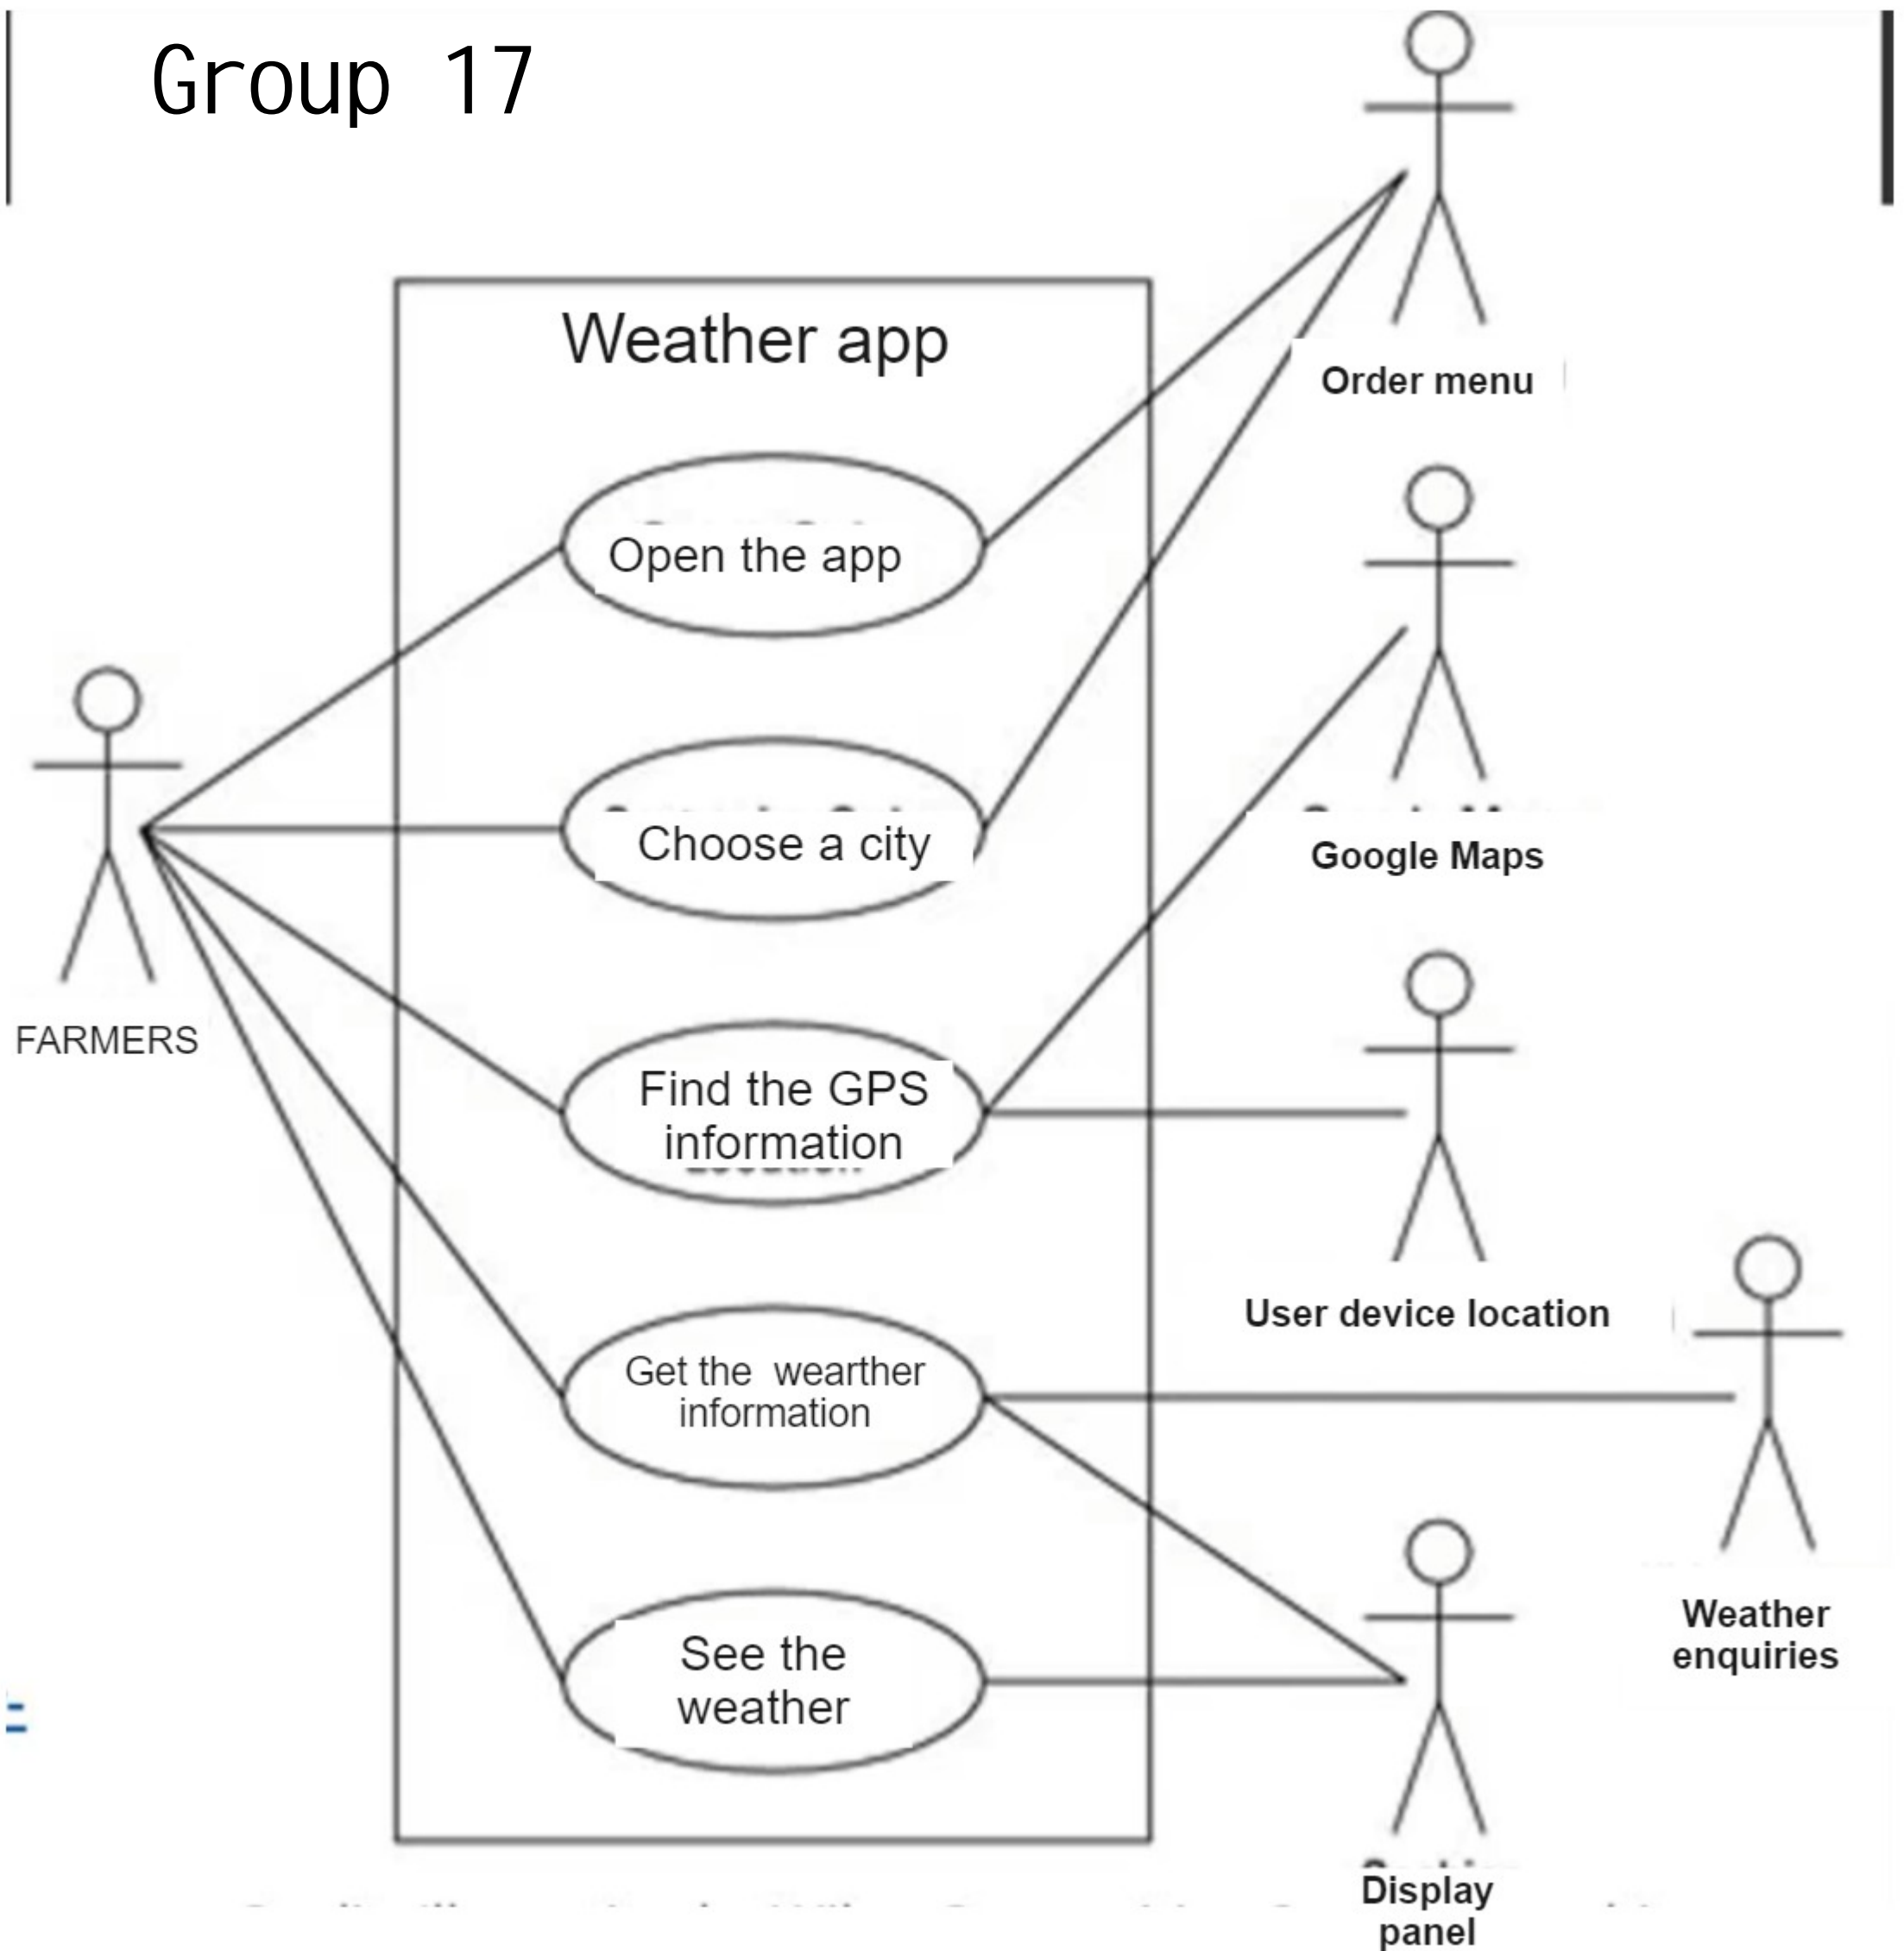 Group 17
Weather app
Order menu
Open the app
Google Maps
Choose a city
FARMERS
Find the GPS
information
User device location
Get the  wearther
information
Weather
enquiries
See the
weather
Display
panel